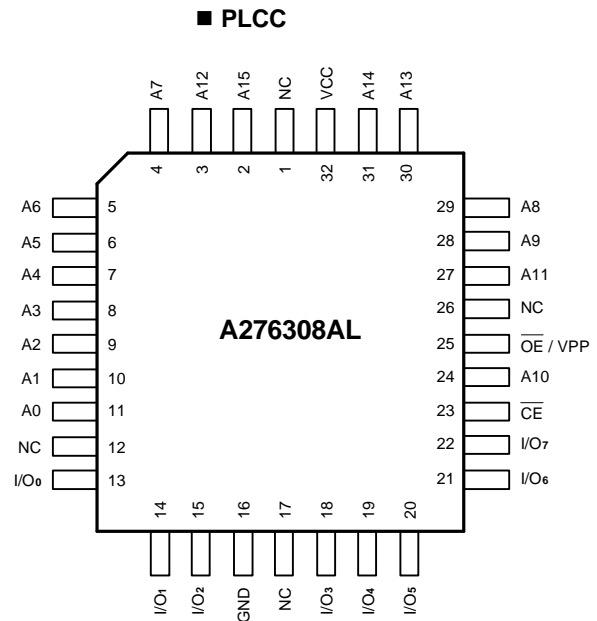 ■ PLCC
A7 A12 A15 NC VCC A14 A13
4 3 2 1 32 31 30
A6 5 29 A8
A5 6 28 A9
A4 7 27 A11
A3 8 26 NC
A2 9 A276308AL 25 O̅E̅ / VPP
A1 10 24 A10
A0 11 23 C̅E̅
NC 12 22 I/O7
I/O0 13 21 I/O6
14 15 16 17 18 19 20
I/O1 I/O2 GND NC I/O3 I/O4 I/O5